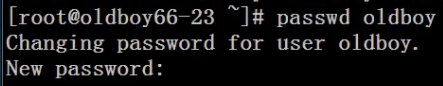 [root@oldboy66-23 ~]# passwd oldboy
Changing password for user oldboy.
New password: